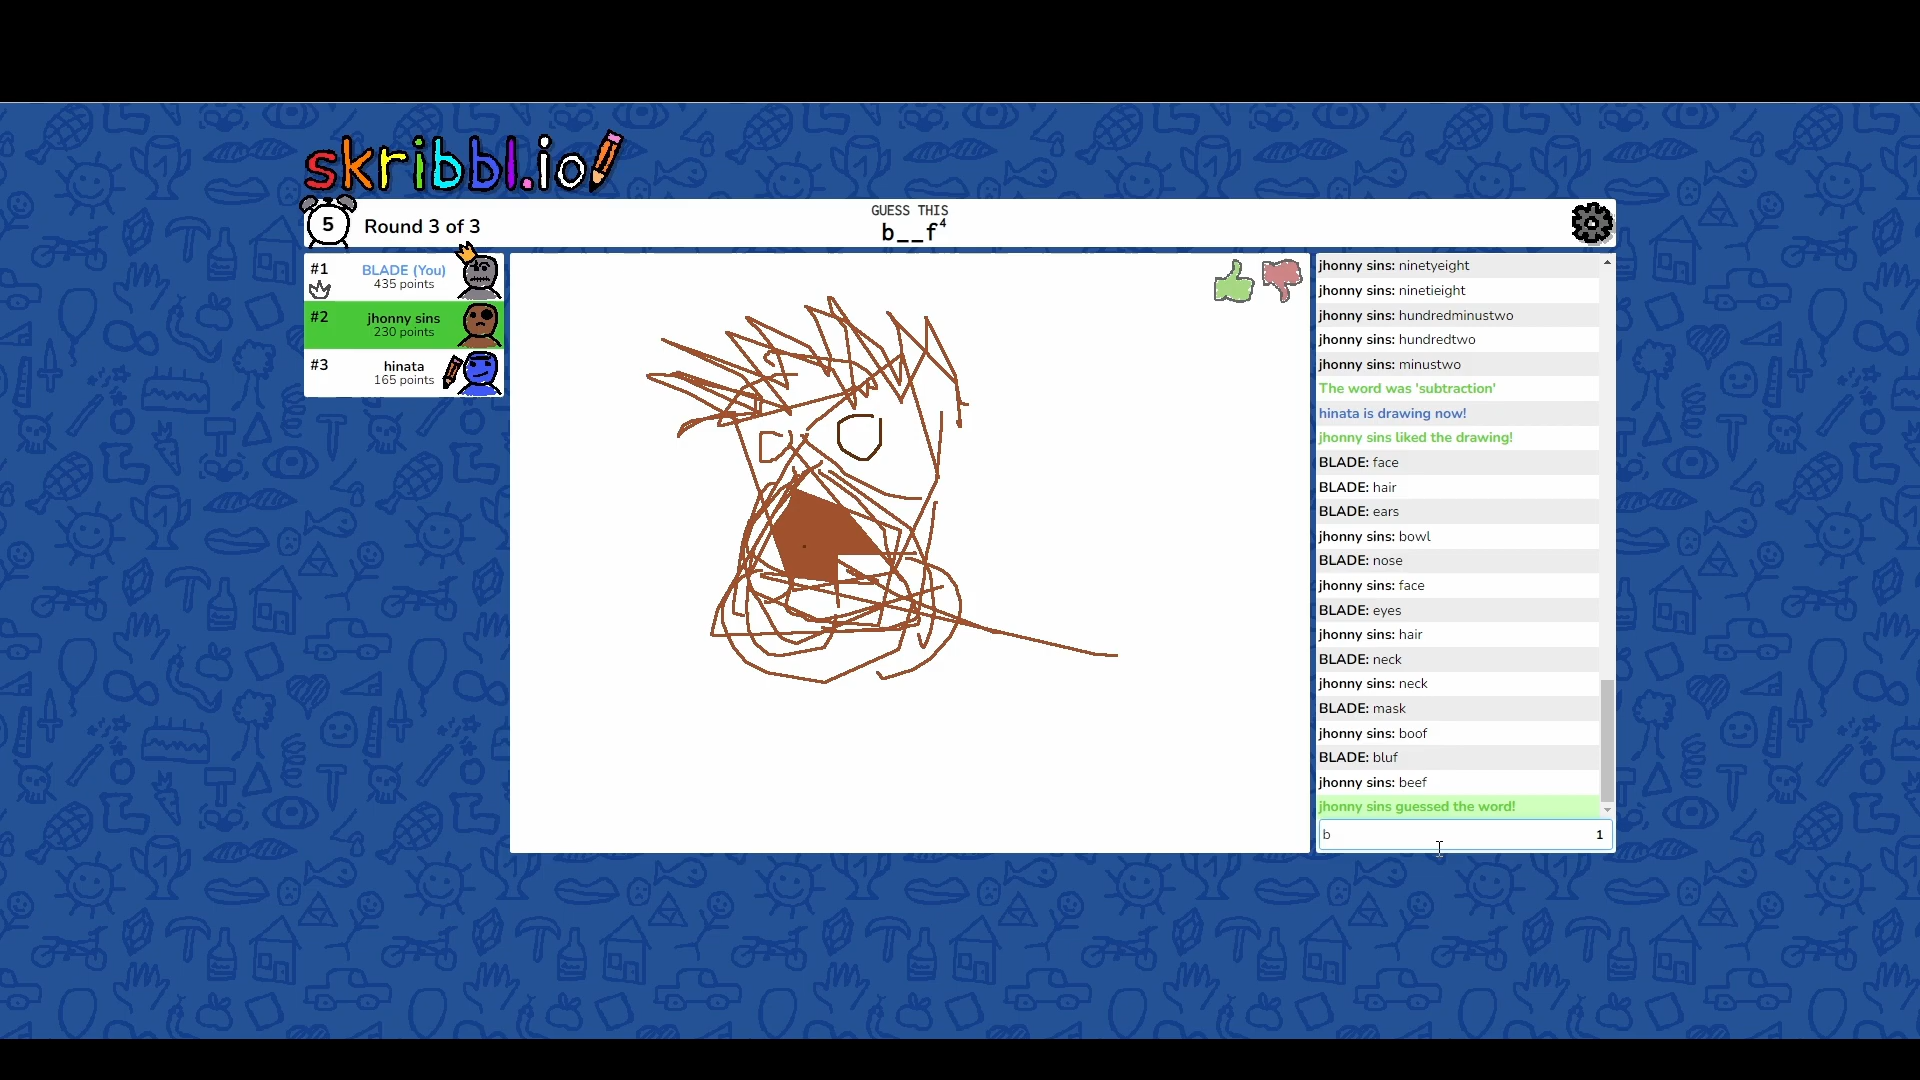 skribbl.io!
5
Round 3 of 3
GUESS THIS
b__f4
#1
BLADE (You)
435 points
#2
jhonny sins
230 points
#3
hinata
165 points
jhonny sins: ninetyeight
jhonny sins: ninetieight
jhonny sins: hundredminustwo
jhonny sins: hundredtwo
jhonny sins: minustwo
The word was 'subtraction'
hinata is drawing now!
jhonny sins liked the drawing!
BLADE: face
BLADE: hair
BLADE: ears
jhonny sins: bowl
BLADE: nose
jhonny sins: face
BLADE: eyes
jhonny sins: hair
BLADE: neck
jhonny sins: neck
BLADE: mask
jhonny sins: boof
BLADE: bluf
jhonny sins: beef
jhonny sins guessed the word!
b 1